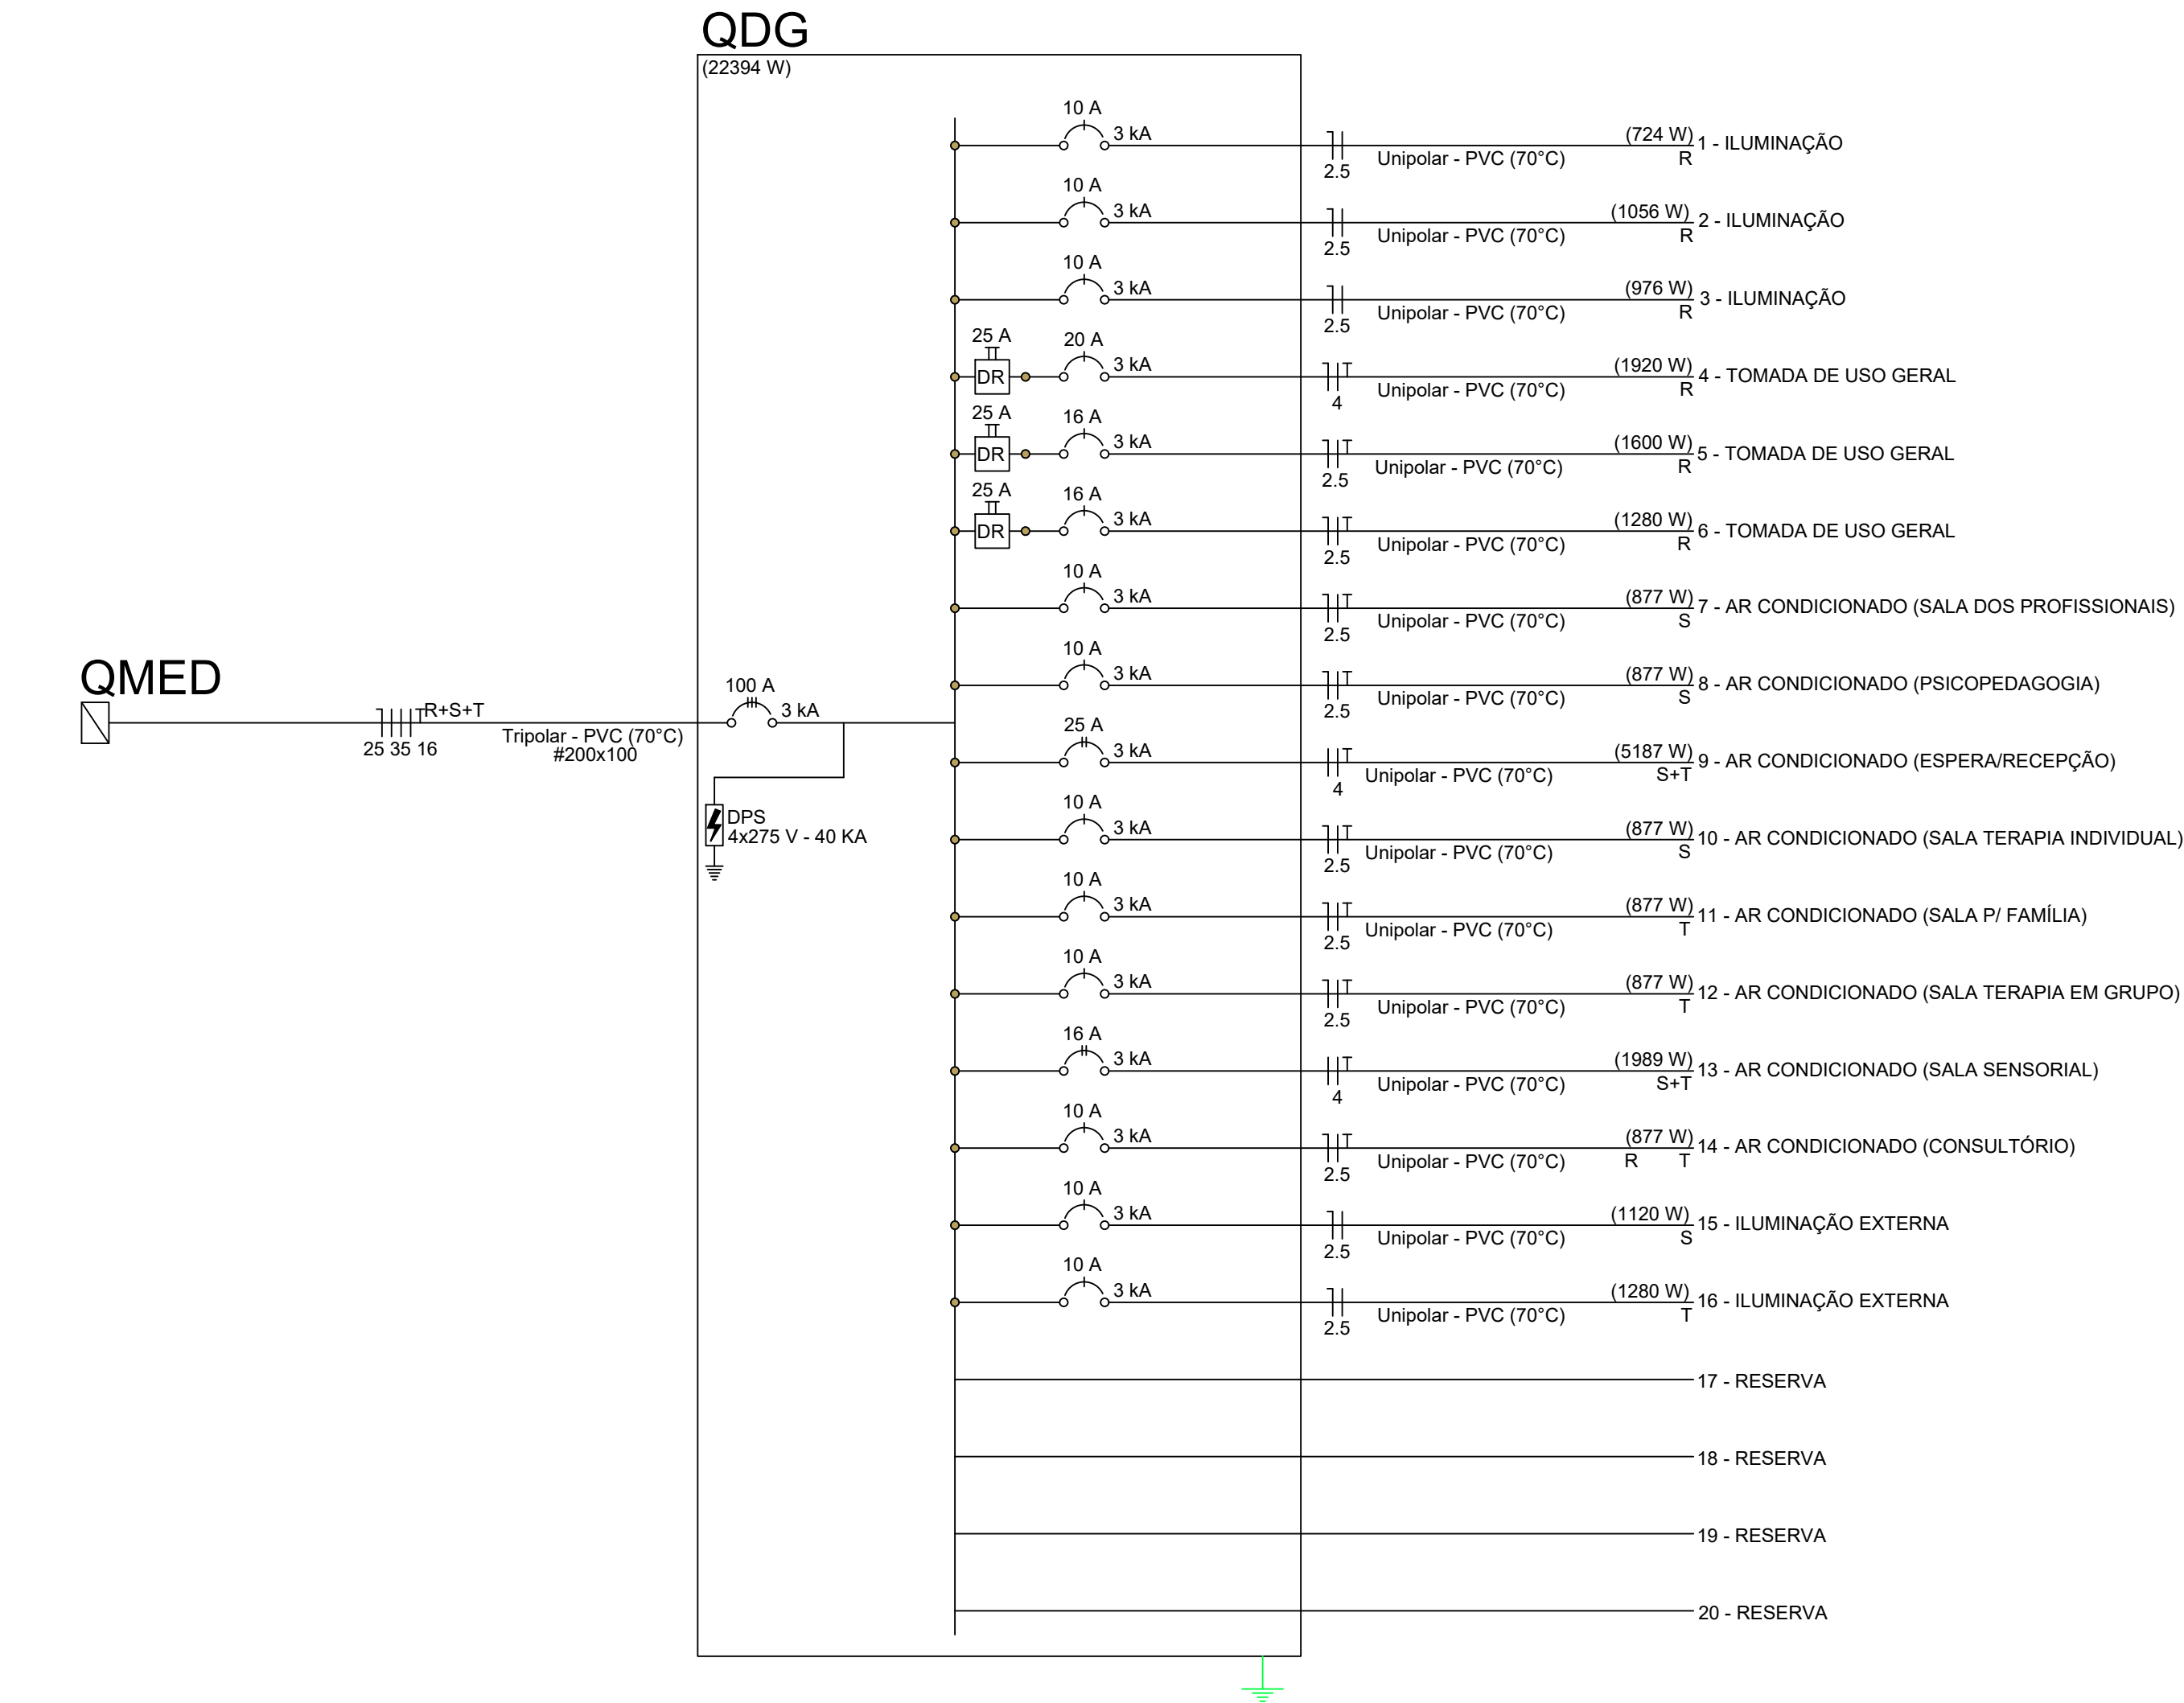 QDG
(22394 W)
10 A
3 kA
2.5
Unipolar - PVC (70°C)
(724 W)
R
1 - ILUMINAÇÃO
10 A
3 kA
2.5
Unipolar - PVC (70°C)
(1056 W)
R
2 - ILUMINAÇÃO
10 A
3 kA
2.5
Unipolar - PVC (70°C)
(976 W)
R
3 - ILUMINAÇÃO
25 A
DR
20 A
3 kA
4
Unipolar - PVC (70°C)
(1920 W)
R
4 - TOMADA DE USO GERAL
25 A
DR
16 A
3 kA
2.5
Unipolar - PVC (70°C)
(1600 W)
R
5 - TOMADA DE USO GERAL
25 A
DR
16 A
3 kA
2.5
Unipolar - PVC (70°C)
(1280 W)
R
6 - TOMADA DE USO GERAL
10 A
3 kA
2.5
Unipolar - PVC (70°C)
(877 W)
S
7 - AR CONDICIONADO (SALA DOS PROFISSIONAIS)
10 A
3 kA
2.5
Unipolar - PVC (70°C)
(877 W)
S
8 - AR CONDICIONADO (PSICOPEDAGOGIA)
QMED
R+S+T
25 35 16
Tripolar - PVC (70°C)
#200x100
100 A
3 kA
DPS
4x275 V - 40 KA
25 A
3 kA
4
Unipolar - PVC (70°C)
(5187 W)
S+T
9 - AR CONDICIONADO (ESPERA/RECEPÇÃO)
10 A
3 kA
2.5
Unipolar - PVC (70°C)
(877 W)
S
10 - AR CONDICIONADO (SALA TERAPIA INDIVIDUAL)
10 A
3 kA
2.5
Unipolar - PVC (70°C)
(877 W)
T
11 - AR CONDICIONADO (SALA P/ FAMÍLIA)
10 A
3 kA
2.5
Unipolar - PVC (70°C)
(877 W)
T
12 - AR CONDICIONADO (SALA TERAPIA EM GRUPO)
16 A
3 kA
4
Unipolar - PVC (70°C)
(1989 W)
S+T
13 - AR CONDICIONADO (SALA SENSORIAL)
10 A
3 kA
2.5
Unipolar - PVC (70°C)
(877 W)
R T
14 - AR CONDICIONADO (CONSULTÓRIO)
10 A
3 kA
2.5
Unipolar - PVC (70°C)
(1120 W)
S
15 - ILUMINAÇÃO EXTERNA
10 A
3 kA
2.5
Unipolar - PVC (70°C)
(1280 W)
T
16 - ILUMINAÇÃO EXTERNA
17 - RESERVA
18 - RESERVA
19 - RESERVA
20 - RESERVA